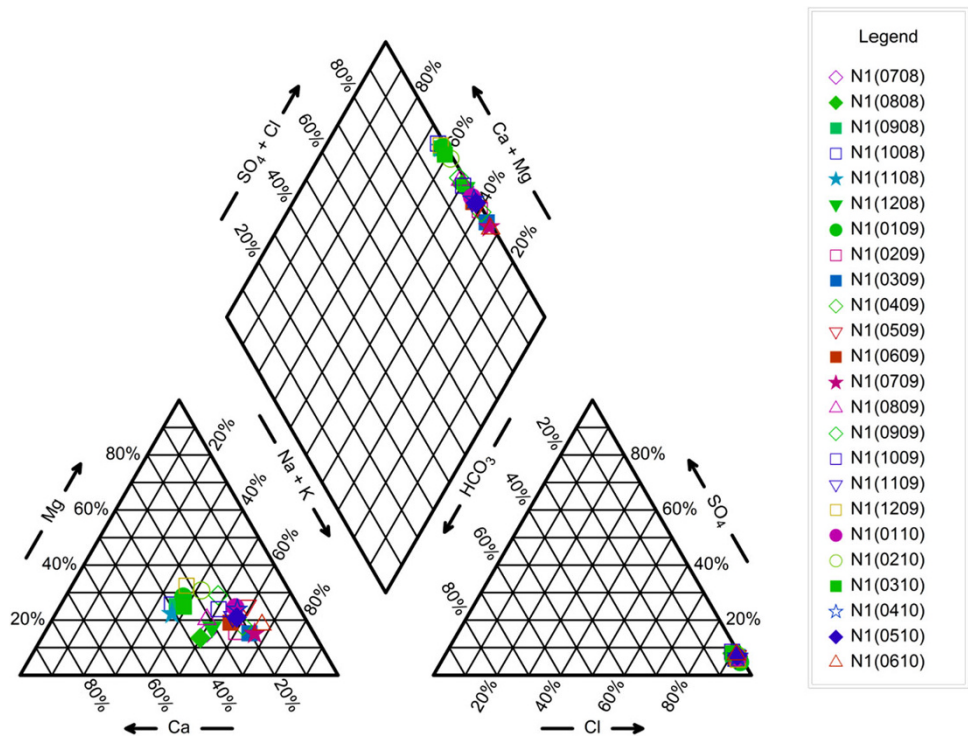 80%
60%
40%
20%
SO4 + Cl
80%
60%
40%
20%
Ca + Mg
Mg
80%
60%
40%
20%
20%
40%
60%
80%
Na + K
80%
60%
40%
20%
Ca
HCO3
20%
40%
60%
80%
80%
60%
40%
20%
SO4
20%
40%
60%
80%
Cl
Legend
N1(0708)
N1(0808)
N1(0908)
N1(1008)
N1(1108)
N1(1208)
N1(0109)
N1(0209)
N1(0309)
N1(0409)
N1(0509)
N1(0609)
N1(0709)
N1(0809)
N1(0909)
N1(1009)
N1(1109)
N1(1209)
N1(0110)
N1(0210)
N1(0310)
N1(0410)
N1(0510)
N1(0610)